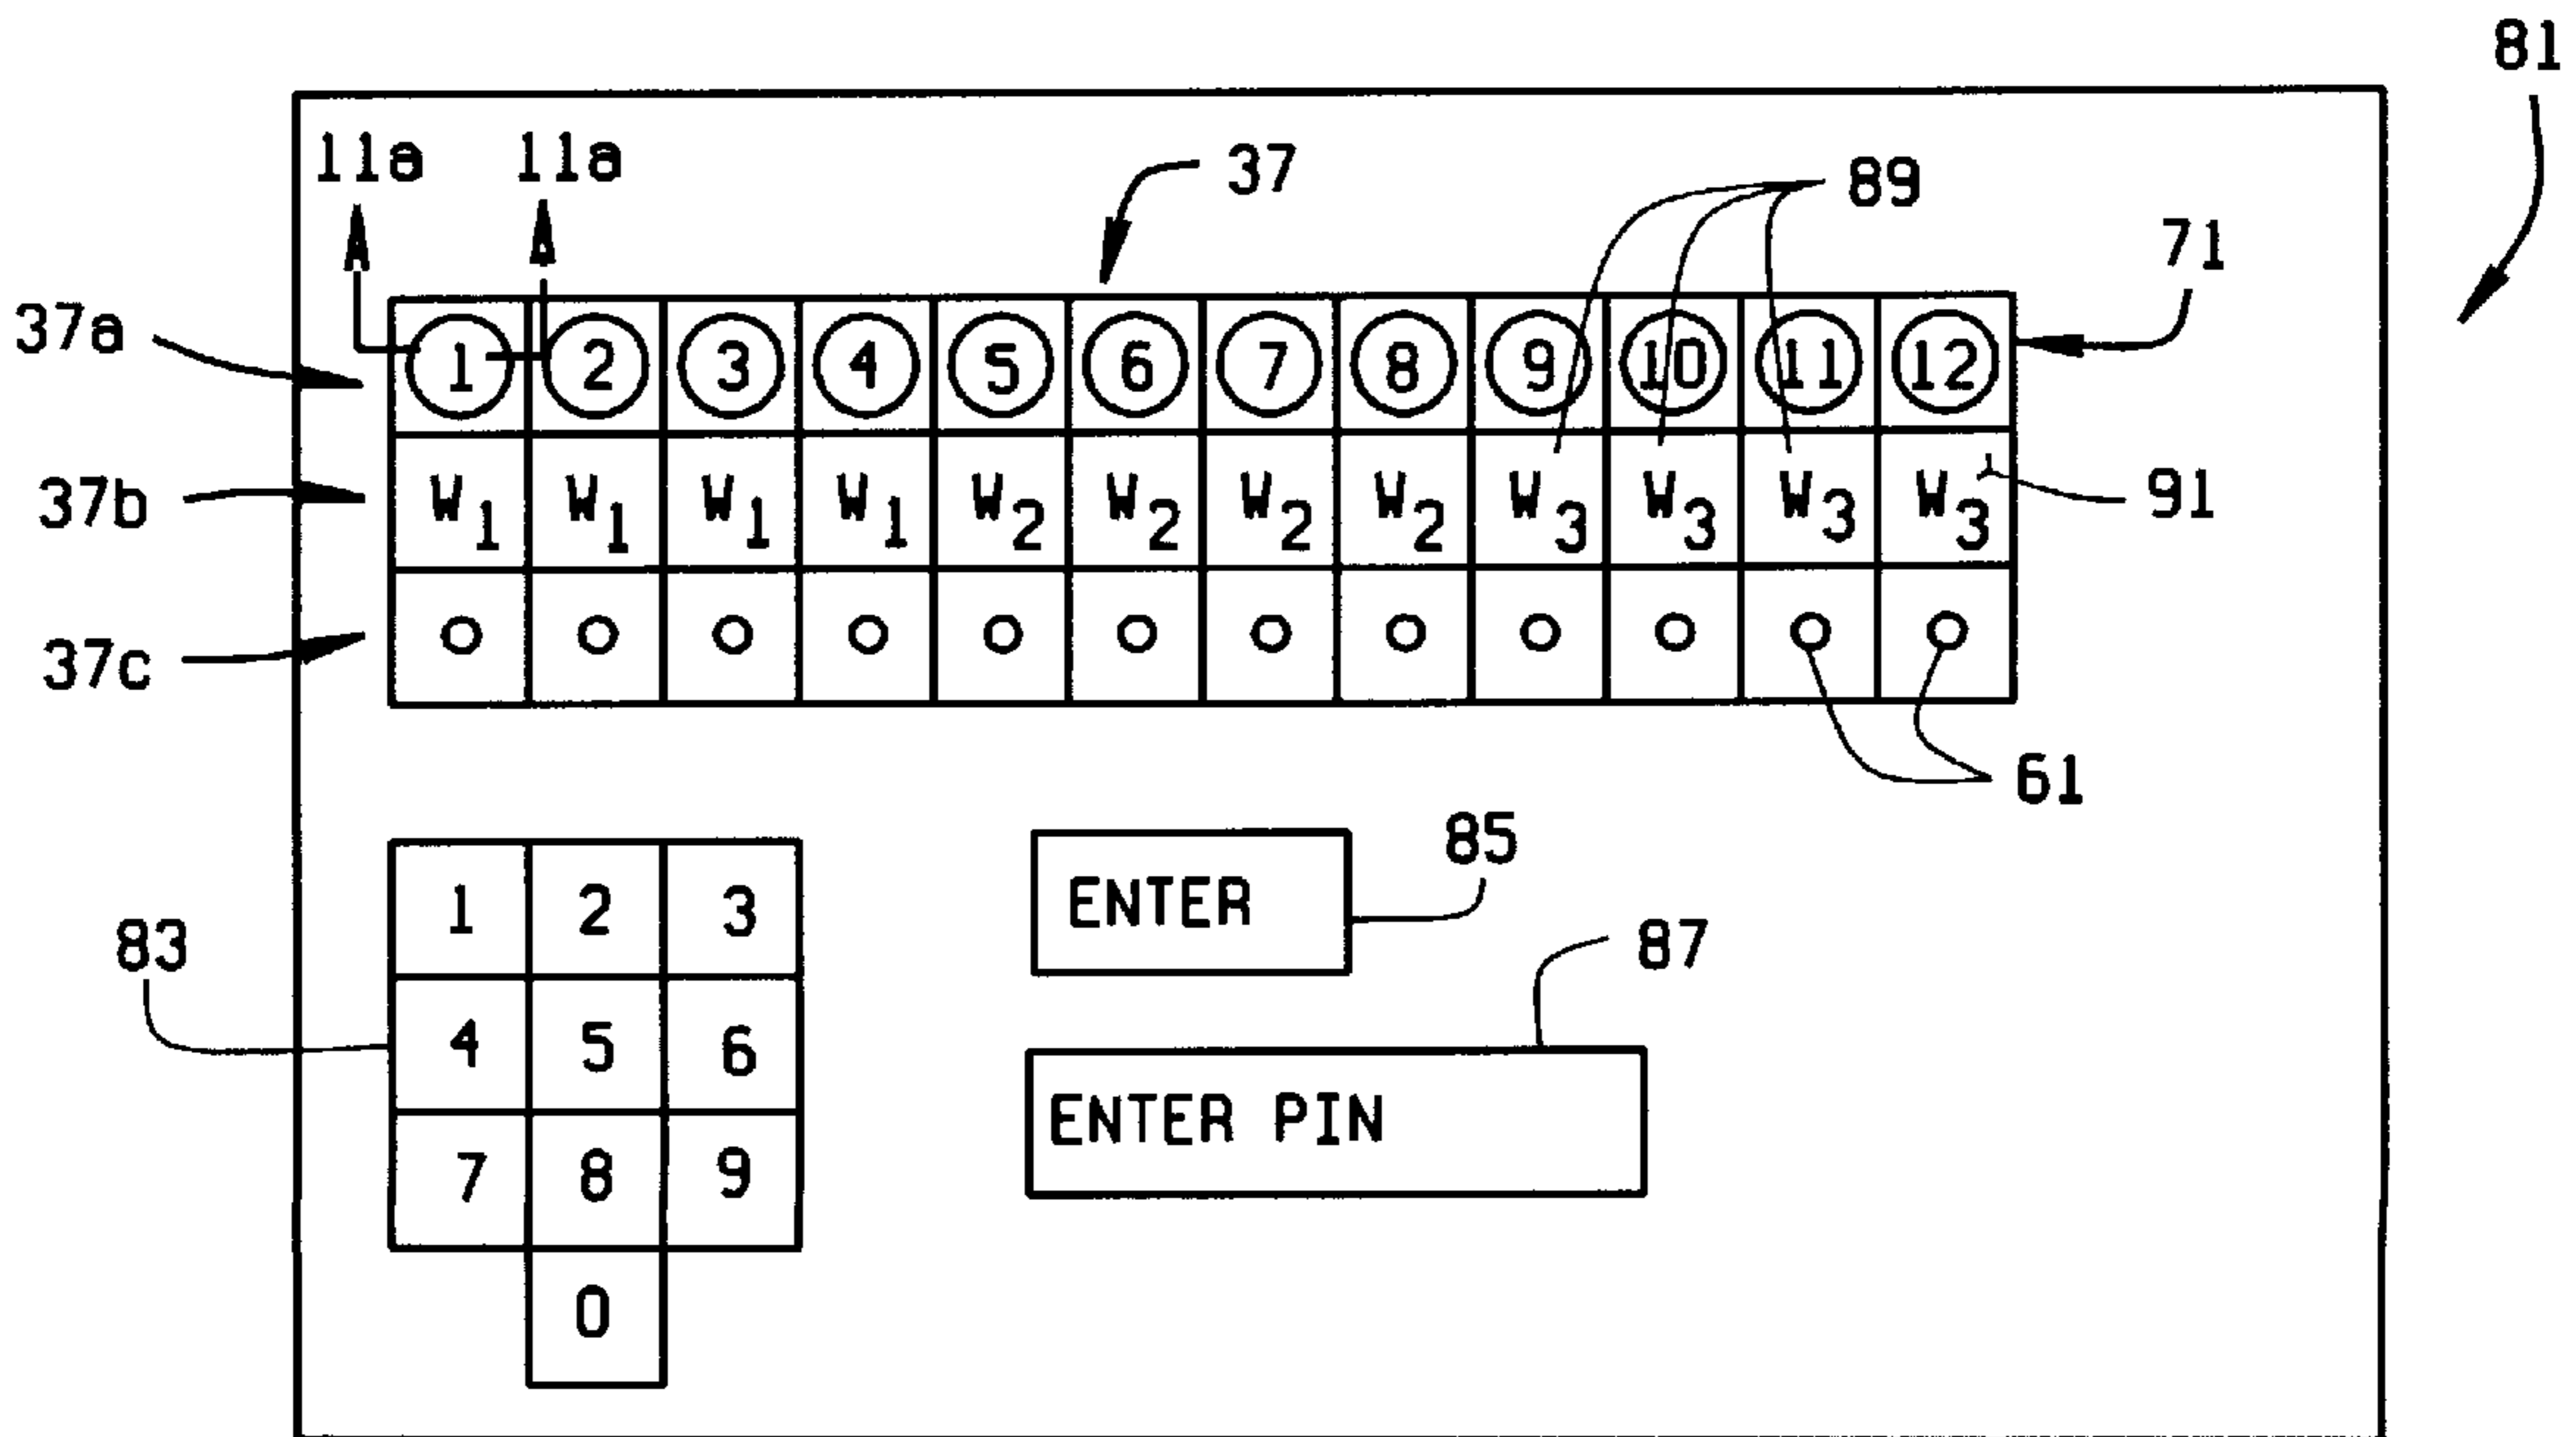 81
11a 11a 37 89
71
37a 1 2 3 4 5 6 7 8 9 10 11 12
37b W1 W1 W1 W1 W2 W2 W2 W2 W3 W3 W3 W3 91
37c
61
85
1 2 3 ENTER
83 87
4 5 6
ENTER PIN
7 8 9
0